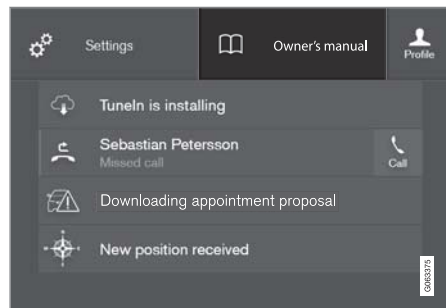 Settings
Owner's manual
Profile
TuneIn is installing
Sebastian Petersson
Missed call
Call
Downloading appointment proposal
New position received
G063375